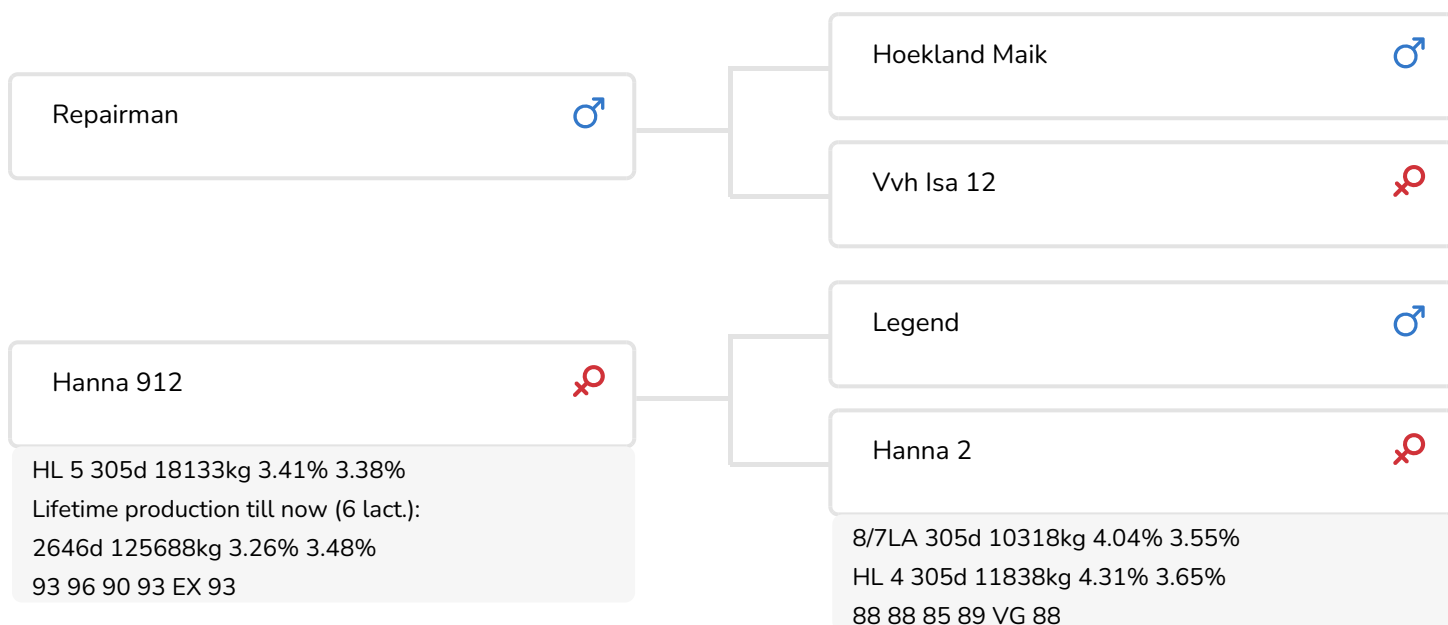 Repairman
Hoekland Maik
Vvh Isa 12
Hanna 912
HL 5 305d 18133kg 3.41% 3.38%
Lifetime production till now (6 lact.):
2646d 125688kg 3.26% 3.48%
93 96 90 93 EX 93
Legend
Hanna 2
8/7LA 305d 10318kg 4.04% 3.55%
HL 4 305d 11838kg 4.31% 3.65%
88 88 85 89 VG 88